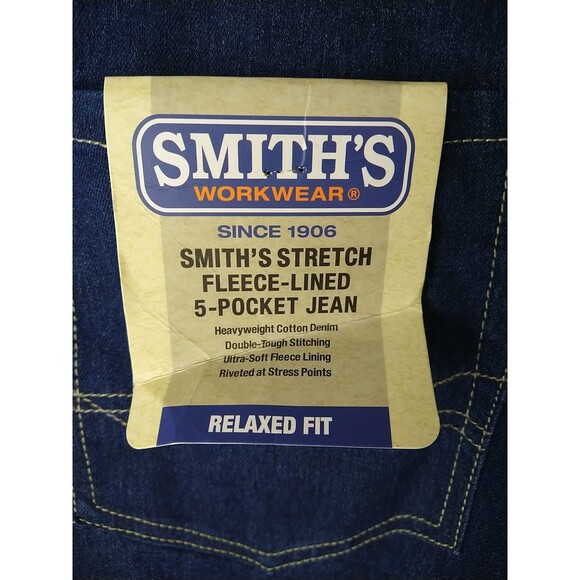 SMITH'S
WORKWEAR®
SINCE 1906
SMITH'S STRETCH
FLEECE-LINED
5-POCKET JEAN
Heavyweight Cotton Denim
Double-Tough Stitching
Ultra-Soft Fleece Lining
Riveted at Stress Points
RELAXED FIT